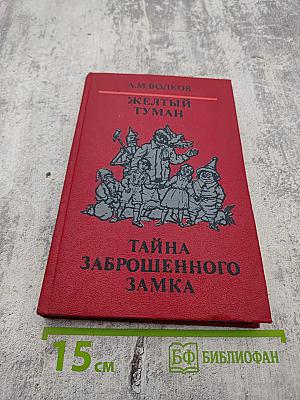 А.М.ВОЛКОВ
ЖЕЛТЫЙ
ТУМАН
ТАЙНА
ЗАБРОШЕННОГО
ЗАМКА
15 см
БФ БИБЛИОФАН